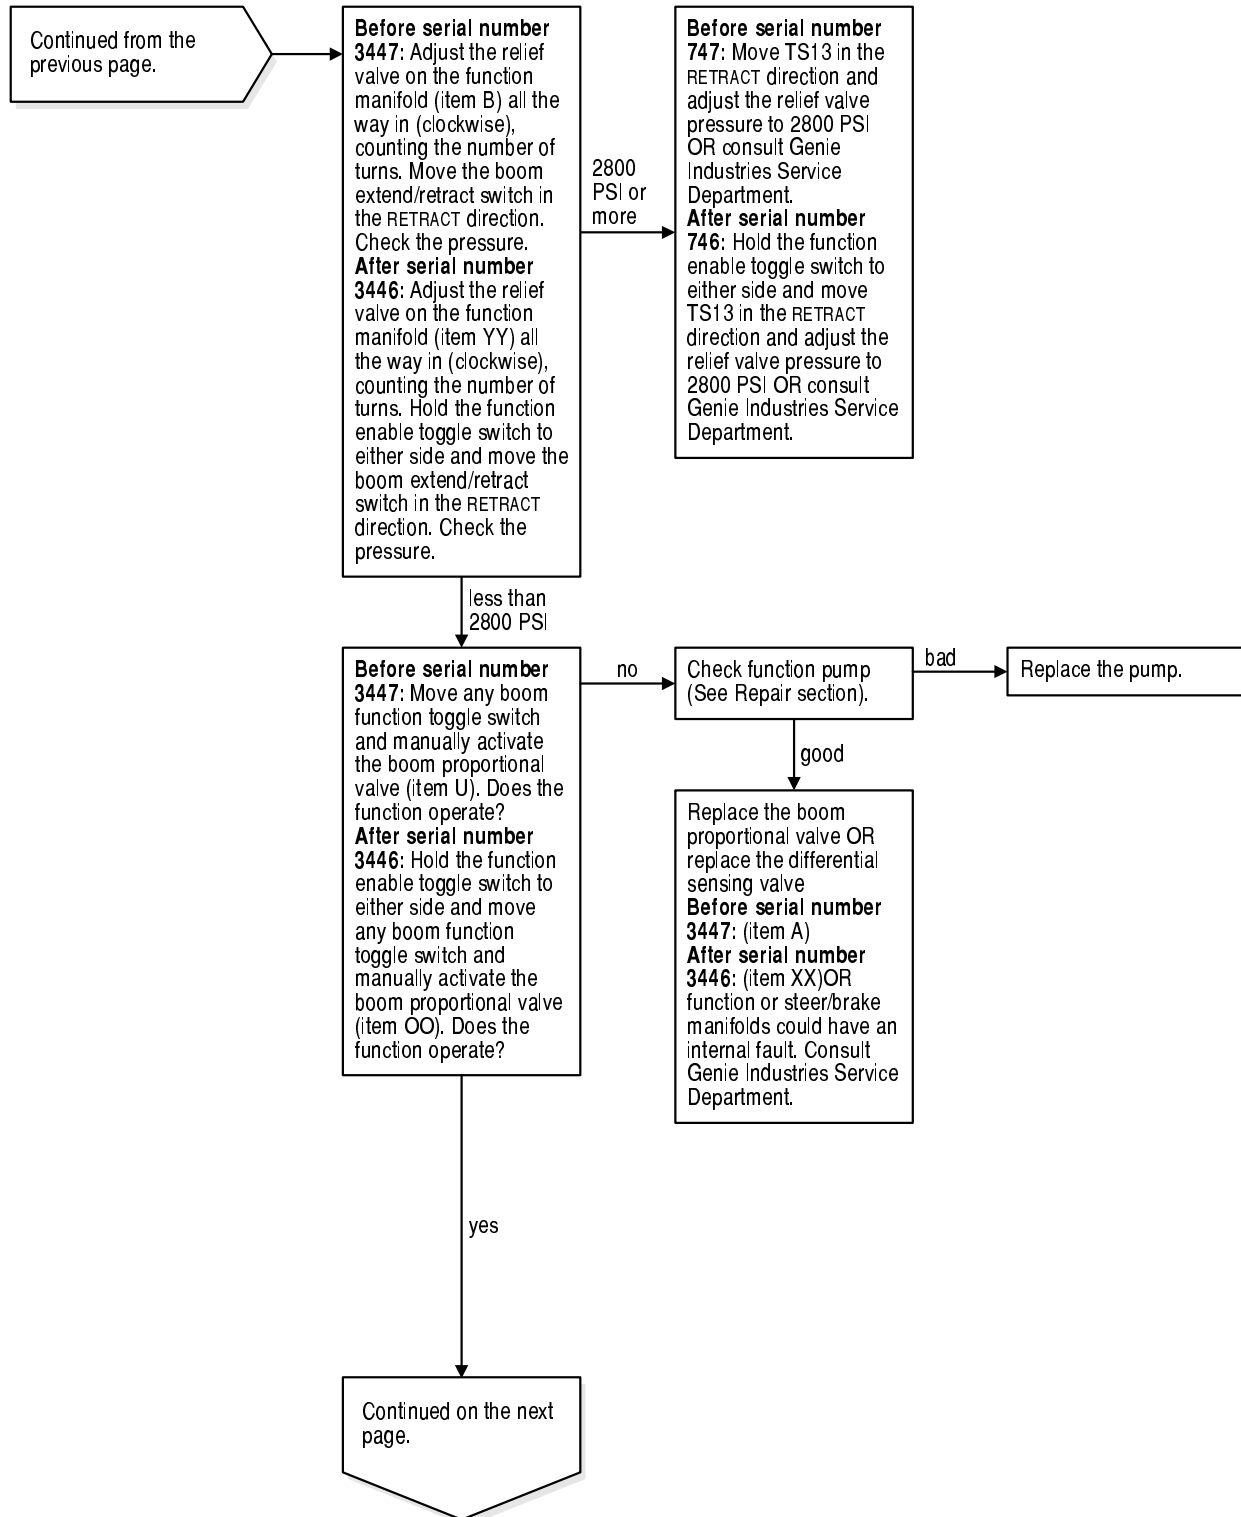 Continued from the
previous page.
Before serial number
3447: Adjust the relief
valve on the function
manifold (item B) all the
way in (clockwise),
counting the number of
turns. Move the boom
extend/retract switch in
the RETRACT direction.
Check the pressure.
After serial number
3446: Adjust the relief
valve on the function
manifold (item YY) all
the way in (clockwise),
counting the number of
turns. Hold the function
enable toggle switch to
either side and move the
boom extend/retract
switch in the RETRACT
direction. Check the
pressure.
2800
PSI or
more
Before serial number
747: Move TS13 in the
RETRACT direction and
adjust the relief valve
pressure to 2800 PSI
OR consult Genie
Industries Service
Department.
After serial number
746: Hold the function
enable toggle switch to
either side and move
TS13 in the RETRACT
direction and adjust the
relief valve pressure to
2800 PSI OR consult
Genie Industries Service
Department.
less than
2800 PSI
Before serial number
3447: Move any boom
function toggle switch
and manually activate
the boom proportional
valve (item U). Does the
function operate?
After serial number
3446: Hold the function
enable toggle switch to
either side and move
any boom function
toggle switch and
manually activate the
boom proportional valve
(item OO). Does the
function operate?
no
Check function pump
(See Repair section).
bad
Replace the pump.
good
Replace the boom
proportional valve OR
replace the differential
sensing valve
Before serial number
3447: (item A)
After serial number
3446: (item XX)OR
function or steer/brake
manifolds could have an
internal fault. Consult
Genie Industries Service
Department.
yes
Continued on the next
page.